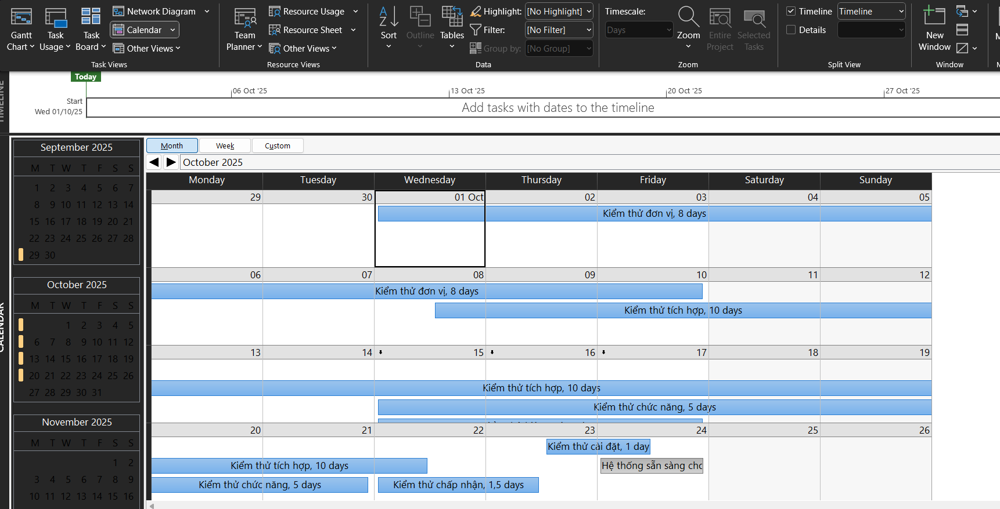 Gantt Chart
Task Usage
Task Board
Network Diagram
Calendar
Other Views
Task Views
Team Planner
Resource Usage
Resource Sheet
Other Views
Resource Views
Sort
Outline
Tables
Highlight: [No Highlight]
Filter: [No Filter]
Group by: [No Group]
Data
Timescale:
Days
Zoom
Entire Project
Selected Tasks
Zoom
Timeline Timeline
Details
Split View
New Window
Window
TIMELINE
Today
06 Oct '25 13 Oct '25 20 Oct '25 27 Oct '25
Start
Wed 01/10/25
Add tasks with dates to the timeline
CALENDAR
September 2025
M T W T F S S
1 2 3 4 5 6 7
8 9 10 11 12 13 14
15 16 17 18 19 20 21
22 23 24 25 26 27 28
29 30
October 2025
M T W T F S S
1 2 3 4 5
6 7 8 9 10 11 12
13 14 15 16 17 18 19
20 21 22 23 24 25 26
27 28 29 30 31
November 2025
M T W T F S S
1 2
3 4 5 6 7 8 9
10 11 12 13 14 15 16
Month Week Custom
October 2025
Monday Tuesday Wednesday Thursday Friday Saturday Sunday
29 30 01 Oct 02 03 04 05
Kiểm thử đơn vị, 8 days
06 07 08 09 10 11 12
Kiểm thử đơn vị, 8 days
Kiểm thử tích hợp, 10 days
13 14 15 16 17 18 19
Kiểm thử tích hợp, 10 days
Kiểm thử chức năng, 5 days
20 21 22 23 24 25 26
Kiểm thử cài đặt, 1 day
Kiểm thử tích hợp, 10 days
Hệ thống sẵn sàng chc
Kiểm thử chức năng, 5 days
Kiểm thử chấp nhận, 1,5 days